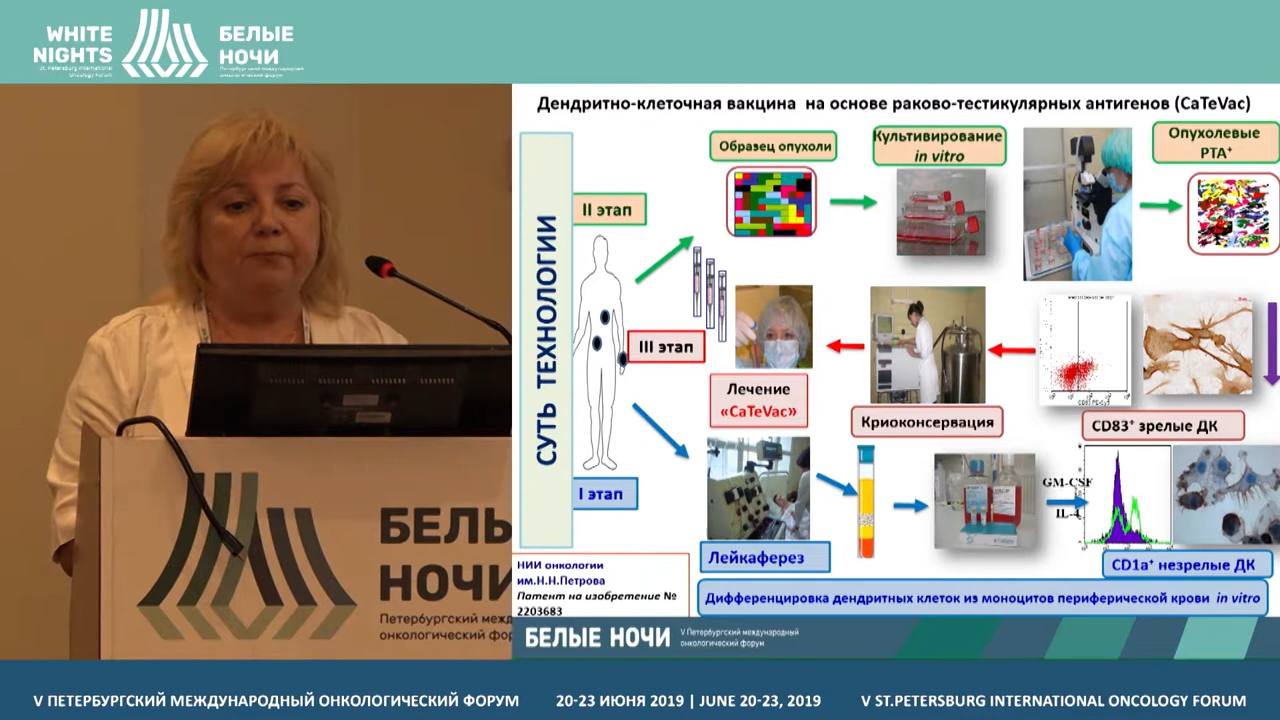 WHITE
NIGHTS
St. Petersburg International
Oncology Forum
БЕЛЫЕ
НОЧИ
Петербургский международный
онкологический форум
Дендритно-клеточная вакцина на основе раково-тестикулярных антигенов (CaTeVac)
СУТЬ ТЕХНОЛОГИИ
II этап
Образец опухоли
Культивирование
in vitro
Опухолевые
РТА⁺
III этап
Лечение
«CaTeVac»
Криоконсервация
CD83⁺ зрелые ДК
I этап
Лейкаферез
GM-CSF
IL-4
CD1a⁺ незрелые ДК
Дифференцировка дендритных клеток из моноцитов периферической крови in vitro
НИИ онкологии
им.Н.Н.Петрова
Патент на изобретение №
2203683
БЕЛЫЕ НОЧИ
V Петербургский международный
онкологический форум
БЕЛЫ
НОЧИ
Петербургский межд
онкологический фор
V ПЕТЕРБУРГСКИЙ МЕЖДУНАРОДНЫЙ ОНКОЛОГИЧЕСКИЙ ФОРУМ
20-23 ИЮНЯ 2019 | JUNE 20-23, 2019
V ST.PETERSBURG INTERNATIONAL ONCOLOGY FORUM